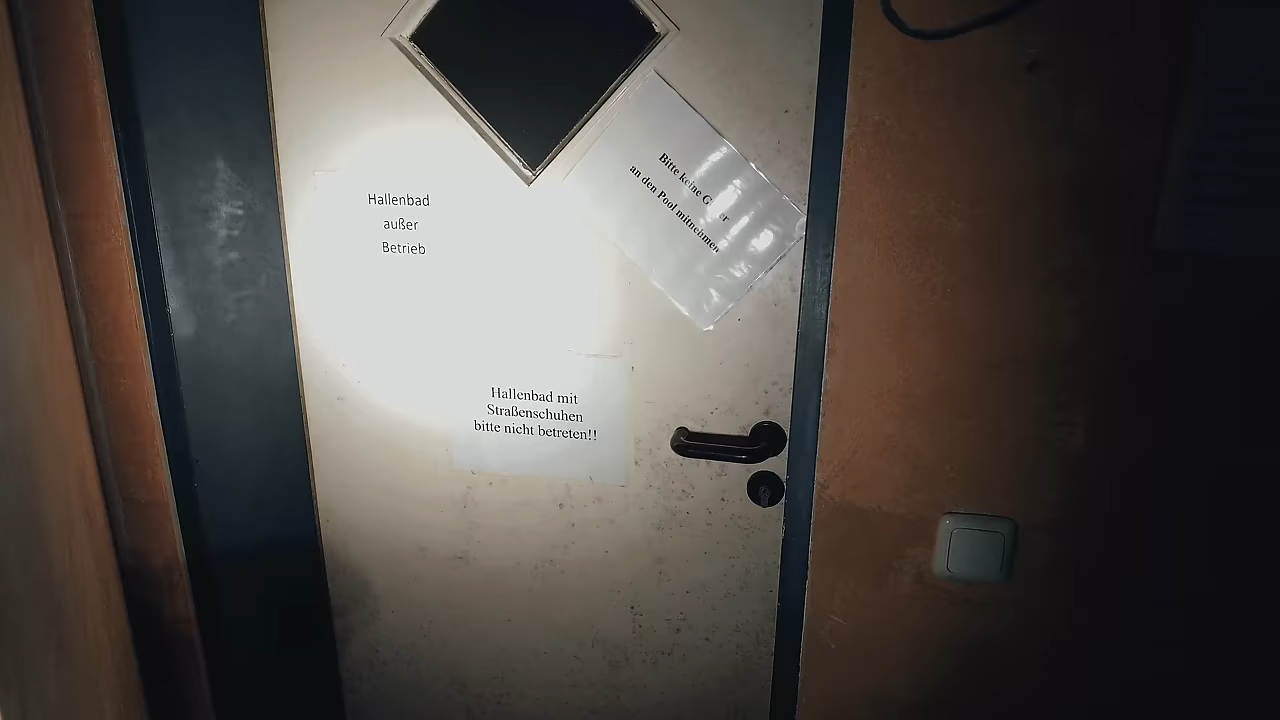 Hallenbad
außer
Betrieb
Bitte keine
an den Pool mitnehmen
Hallenbad mit
Straßenschuhen
bitte nicht betreten!!